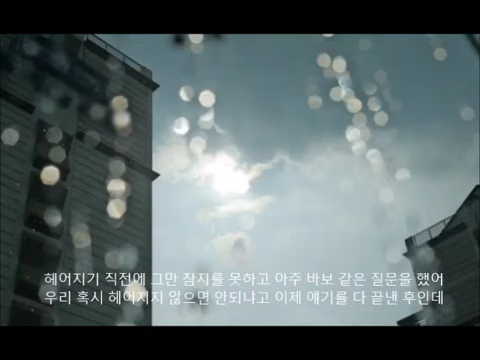 헤어지기 직전에 그만 참지를 못하고 아주 바보 같은 질문을 했어
우리 혹시 헤어지지 않으면 안되냐고 이제 얘기를 다 끝낸 후인데